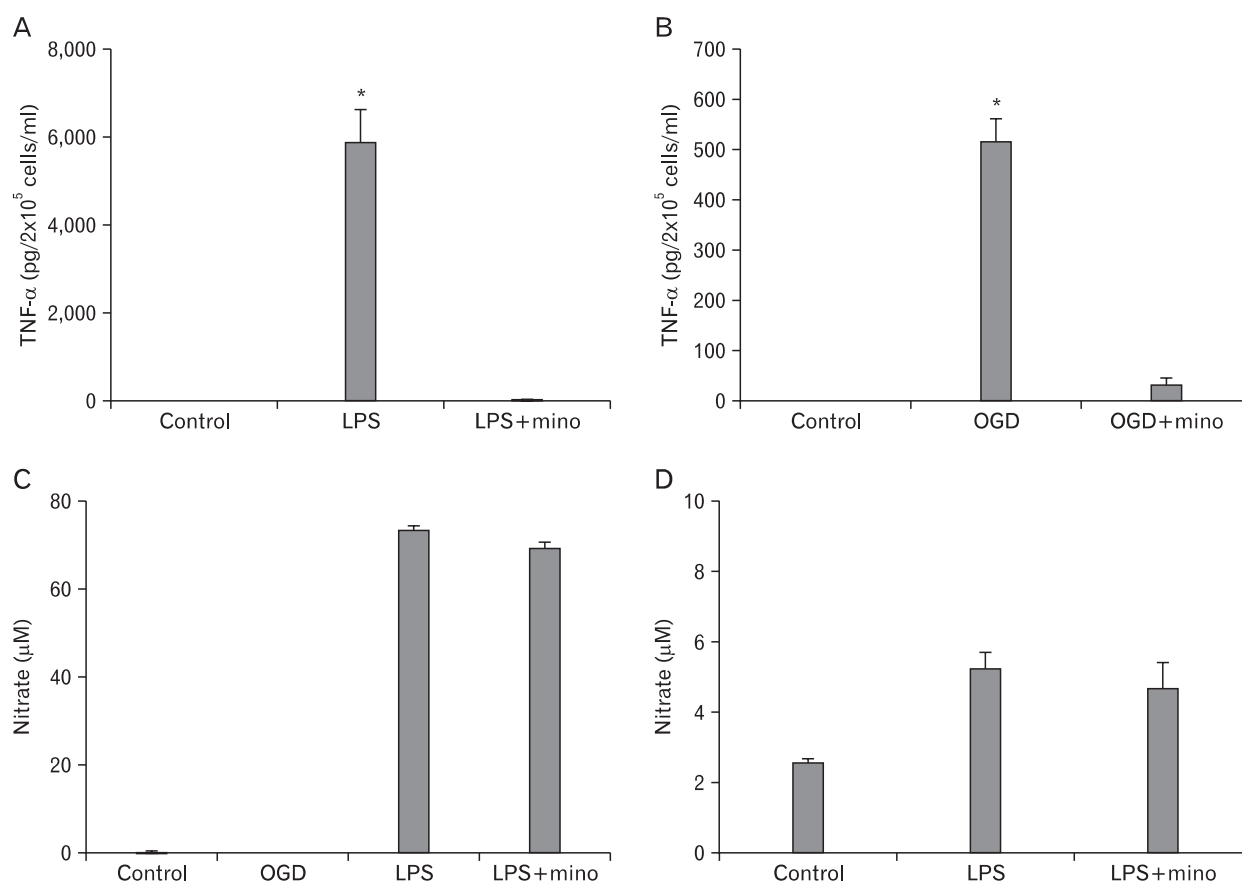 A
TNF-α (pg/2x10⁵ cells/ml)
8,000
6,000
4,000
2,000
0
*
Control LPS LPS+mino
B
TNF-α (pg/2x10⁵ cells/ml)
700
600
500
400
300
200
100
0
*
Control OGD OGD+mino
C
Nitrate (μM)
80
60
40
20
0
Control OGD LPS LPS+mino
D
Nitrate (μM)
10
8
6
4
2
0
Control LPS LPS+mino